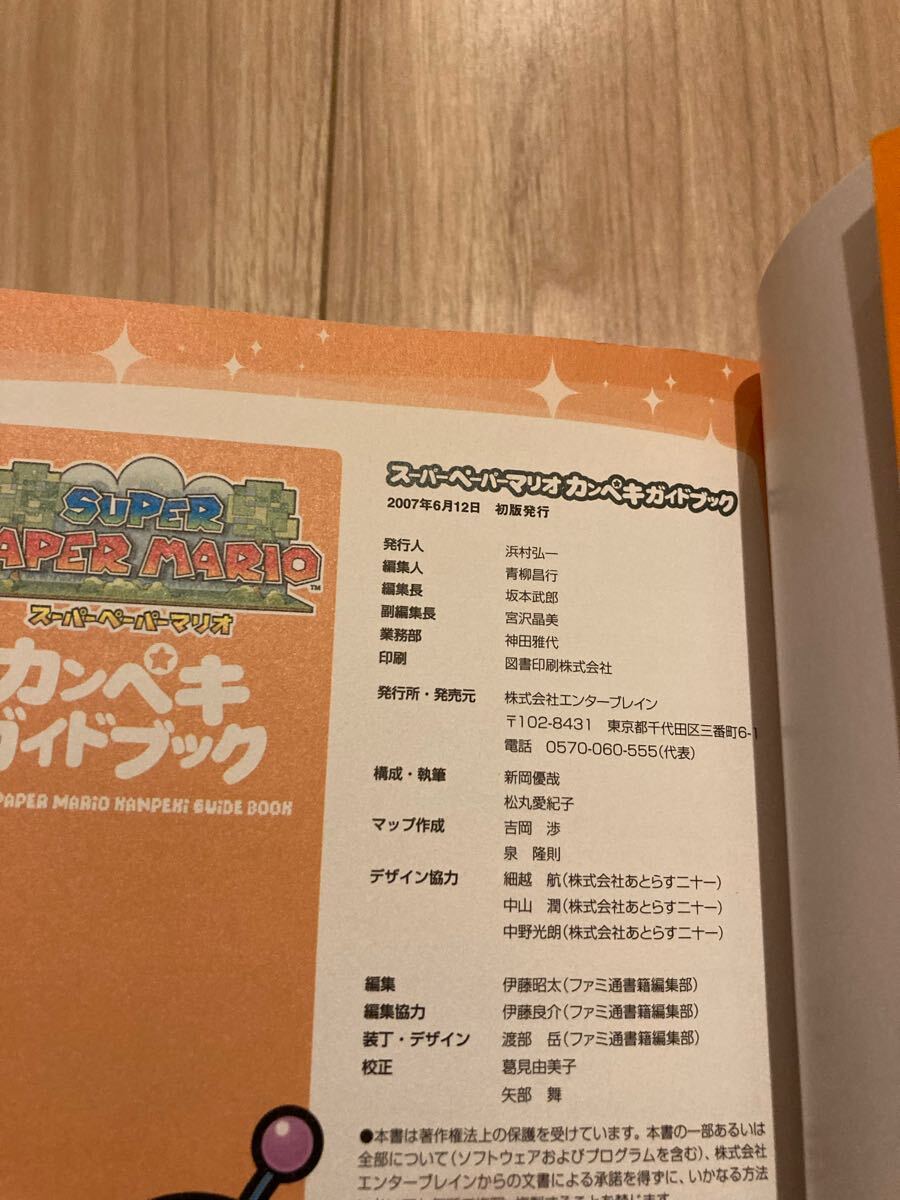 SUPER
PAPER MARIO
TM
スーパーペーパーマリオ
カンペキ
ガイドブック
PAPER MARIO KANPEKI GUIDE BOOK
スーパーペーパーマリオ カンペキガイドブック
2007年6月12日 初版発行
発行人 浜村弘一
編集人 青柳昌行
編集長 坂本武郎
副編集長 宮沢晶美
業務部 神田雅代
印刷 図書印刷株式会社
発行所・発売元 株式会社エンターブレイン
〒102-8431 東京都千代田区三番町6-1
電話 0570-060-555(代表)
構成・執筆 新岡優哉
松丸愛紀子
マップ作成 吉岡 渉
泉 隆則
デザイン協力 細越 航(株式会社あとらす二十一)
中山 潤(株式会社あとらす二十一)
中野光朗(株式会社あとらす二十一)
編集 伊藤昭太(ファミ通書籍編集部)
編集協力 伊藤良介(ファミ通書籍編集部)
装丁・デザイン 渡部 岳(ファミ通書籍編集部)
校正 葛見由美子
矢部 舞
●本書は著作権法上の保護を受けています。本書の一部あるいは
全部について(ソフトウェアおよびプログラムを含む)、株式会社
エンターブレインからの文書による承諾を得ずに、いかなる方法